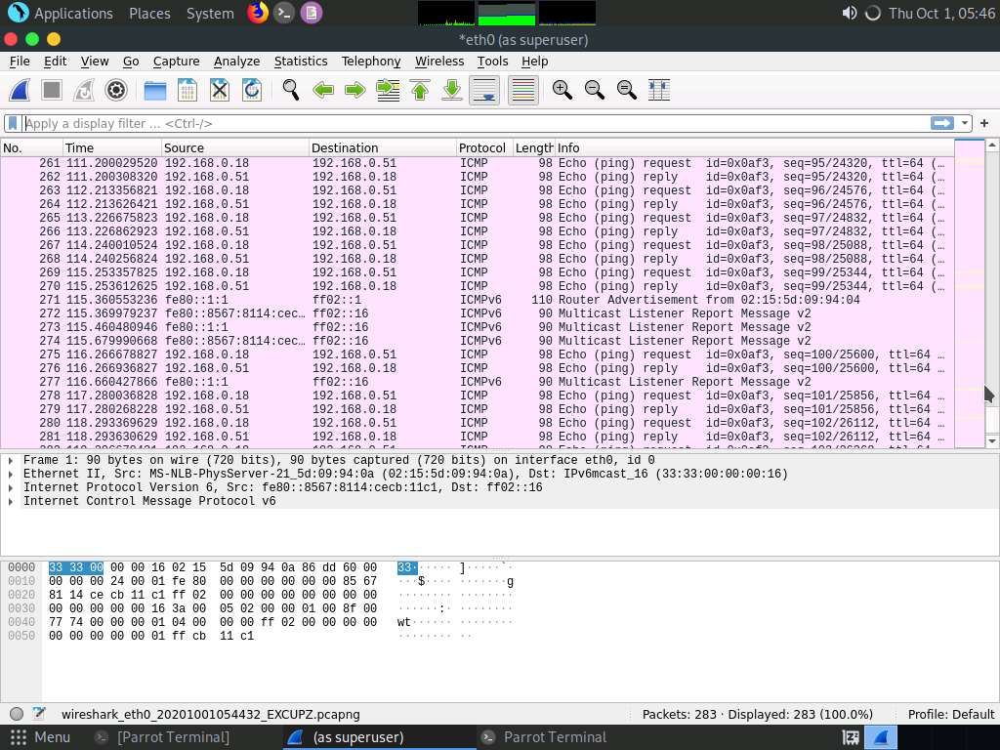 Applications Places System Thu Oct 1, 05:46
*eth0 (as superuser)
File Edit View Go Capture Analyze Statistics Telephony Wireless Tools Help
Apply a display filter … <Ctrl-/>
No. Time Source Destination Protocol Length Info
261 111.200029520 192.168.0.18 192.168.0.51 ICMP 98 Echo (ping) request id=0x0af3, seq=95/24320, ttl=64 (…
262 111.200308320 192.168.0.51 192.168.0.18 ICMP 98 Echo (ping) reply id=0x0af3, seq=95/24320, ttl=64 (…
263 112.213356821 192.168.0.18 192.168.0.51 ICMP 98 Echo (ping) request id=0x0af3, seq=96/24576, ttl=64 (…
264 112.213626421 192.168.0.51 192.168.0.18 ICMP 98 Echo (ping) reply id=0x0af3, seq=96/24576, ttl=64 (…
265 113.226675823 192.168.0.18 192.168.0.51 ICMP 98 Echo (ping) request id=0x0af3, seq=97/24832, ttl=64 (…
266 113.226862923 192.168.0.51 192.168.0.18 ICMP 98 Echo (ping) reply id=0x0af3, seq=97/24832, ttl=64 (…
267 114.240010524 192.168.0.18 192.168.0.51 ICMP 98 Echo (ping) request id=0x0af3, seq=98/25088, ttl=64 (…
268 114.240256824 192.168.0.51 192.168.0.18 ICMP 98 Echo (ping) reply id=0x0af3, seq=98/25088, ttl=64 (…
269 115.253357825 192.168.0.18 192.168.0.51 ICMP 98 Echo (ping) request id=0x0af3, seq=99/25344, ttl=64 (…
270 115.253612625 192.168.0.51 192.168.0.18 ICMP 98 Echo (ping) reply id=0x0af3, seq=99/25344, ttl=64 (…
271 115.360553236 fe80::1:1 ff02::1 ICMPv6 110 Router Advertisement from 02:15:5d:09:94:04
272 115.369979237 fe80::8567:8114:cec… ff02::16 ICMPv6 90 Multicast Listener Report Message v2
273 115.460480946 fe80::1:1 ff02::16 ICMPv6 90 Multicast Listener Report Message v2
274 115.679990668 fe80::8567:8114:cec… ff02::16 ICMPv6 90 Multicast Listener Report Message v2
275 116.266678827 192.168.0.18 192.168.0.51 ICMP 98 Echo (ping) request id=0x0af3, seq=100/25600, ttl=64 …
276 116.266936827 192.168.0.51 192.168.0.18 ICMP 98 Echo (ping) reply id=0x0af3, seq=100/25600, ttl=64 …
277 116.660427866 fe80::1:1 ff02::16 ICMPv6 90 Multicast Listener Report Message v2
278 117.280036828 192.168.0.18 192.168.0.51 ICMP 98 Echo (ping) request id=0x0af3, seq=101/25856, ttl=64 …
279 117.280268828 192.168.0.51 192.168.0.18 ICMP 98 Echo (ping) reply id=0x0af3, seq=101/25856, ttl=64 …
280 118.293369629 192.168.0.18 192.168.0.51 ICMP 98 Echo (ping) request id=0x0af3, seq=102/26112, ttl=64 …
281 118.293630629 192.168.0.51 192.168.0.18 ICMP 98 Echo (ping) reply id=0x0af3, seq=102/26112, ttl=64 …
Frame 1: 90 bytes on wire (720 bits), 90 bytes captured (720 bits) on interface eth0, id 0
Ethernet II, Src: MS-NLB-PhysServer-21_5d:09:94:0a (02:15:5d:09:94:0a), Dst: IPv6mcast_16 (33:33:00:00:00:16)
Internet Protocol Version 6, Src: fe80::8567:8114:cecb:11c1, Dst: ff02::16
Internet Control Message Protocol v6
0000 33 33 00 00 00 16 02 15 5d 09 94 0a 86 dd 60 00 33······ ]·····`·
0010 00 00 00 24 00 01 fe 80 00 00 00 00 00 00 85 67 ···$···· ·······g
0020 81 14 ce cb 11 c1 ff 02 00 00 00 00 00 00 00 00 ········ ········
0030 00 00 00 00 00 16 3a 00 05 02 00 00 01 00 8f 00 ······:· ········
0040 77 74 00 00 00 01 04 00 00 00 ff 02 00 00 00 00 wt······ ········
0050 00 00 00 00 00 01 ff cb 11 c1 ········ ··
wireshark_eth0_20201001054432_EXCUPZ.pcapng Packets: 283 · Displayed: 283 (100.0%) Profile: Default
Menu [Parrot Terminal] (as superuser) Parrot Terminal